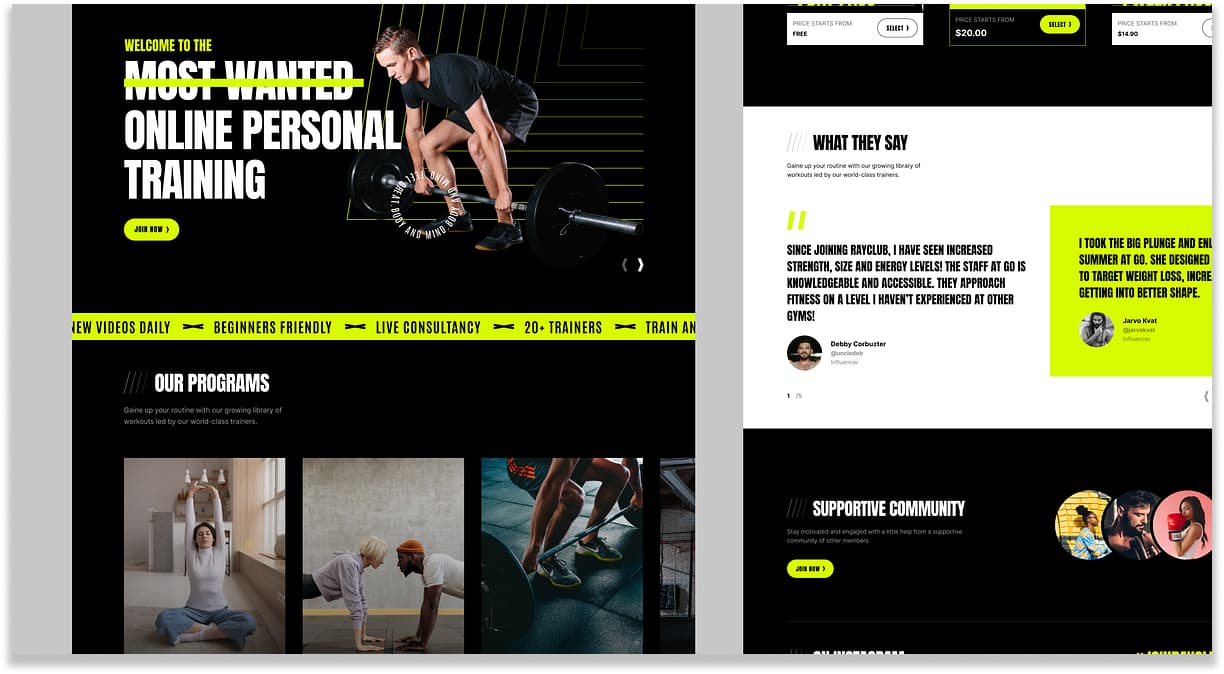 WELCOME TO THE
MOST WANTED
ONLINE PERSONAL
TRAINING
JOIN NOW
FEEL GREAT. BODY AND MIND BODY AND MIND
NEW VIDEOS DAILY
BEGINNERS FRIENDLY
LIVE CONSULTANCY
20+ TRAINERS
TRAIN AN
OUR PROGRAMS
Gaine up your routine with our growing library of
workouts led by our world-class trainers.
PRICE STARTS FROM
FREE
SELECT
PRICE STARTS FROM
$20.00
SELECT
PRICE STARTS FROM
$14.90
WHAT THEY SAY
Gaine up your routine with our growing library of
workouts led by our world-class trainers.
SINCE JOINING RAYCLUB, I HAVE SEEN INCREASED
STRENGTH, SIZE AND ENERGY LEVELS! THE STAFF AT GO IS
KNOWLEDGEABLE AND ACCESSIBLE. THEY APPROACH
FITNESS ON A LEVEL I HAVEN'T EXPERIENCED AT OTHER
GYMS!
Debby Corbuzter
@uncledeb
Influencer
1 /5
I TOOK THE BIG PLUNGE AND ENL
SUMMER AT GO. SHE DESIGNED
TO TARGET WEIGHT LOSS, INCRE
GETTING INTO BETTER SHAPE.
Jarvo Kvat
@jarvokvat
Influencer
SUPPORTIVE COMMUNITY
Stay motivated and engaged with a little help from a supportive
community of other members
JOIN NOW